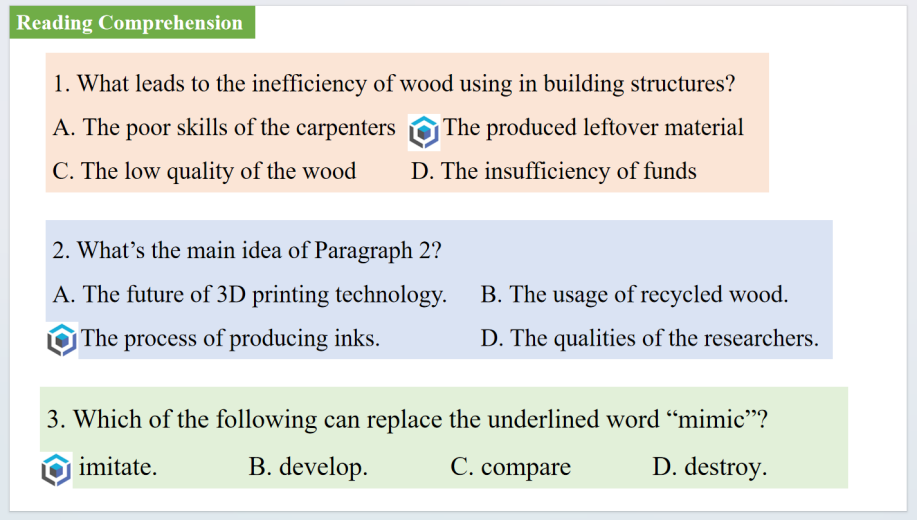 Reading Comprehension
1. What leads to the inefficiency of wood using in building structures?
A. The poor skills of the carpenters The produced leftover material
C. The low quality of the wood D. The insufficiency of funds
2. What’s the main idea of Paragraph 2?
A. The future of 3D printing technology. B. The usage of recycled wood.
The process of producing inks. D. The qualities of the researchers.
3. Which of the following can replace the underlined word “mimic”?
imitate. B. develop. C. compare D. destroy.